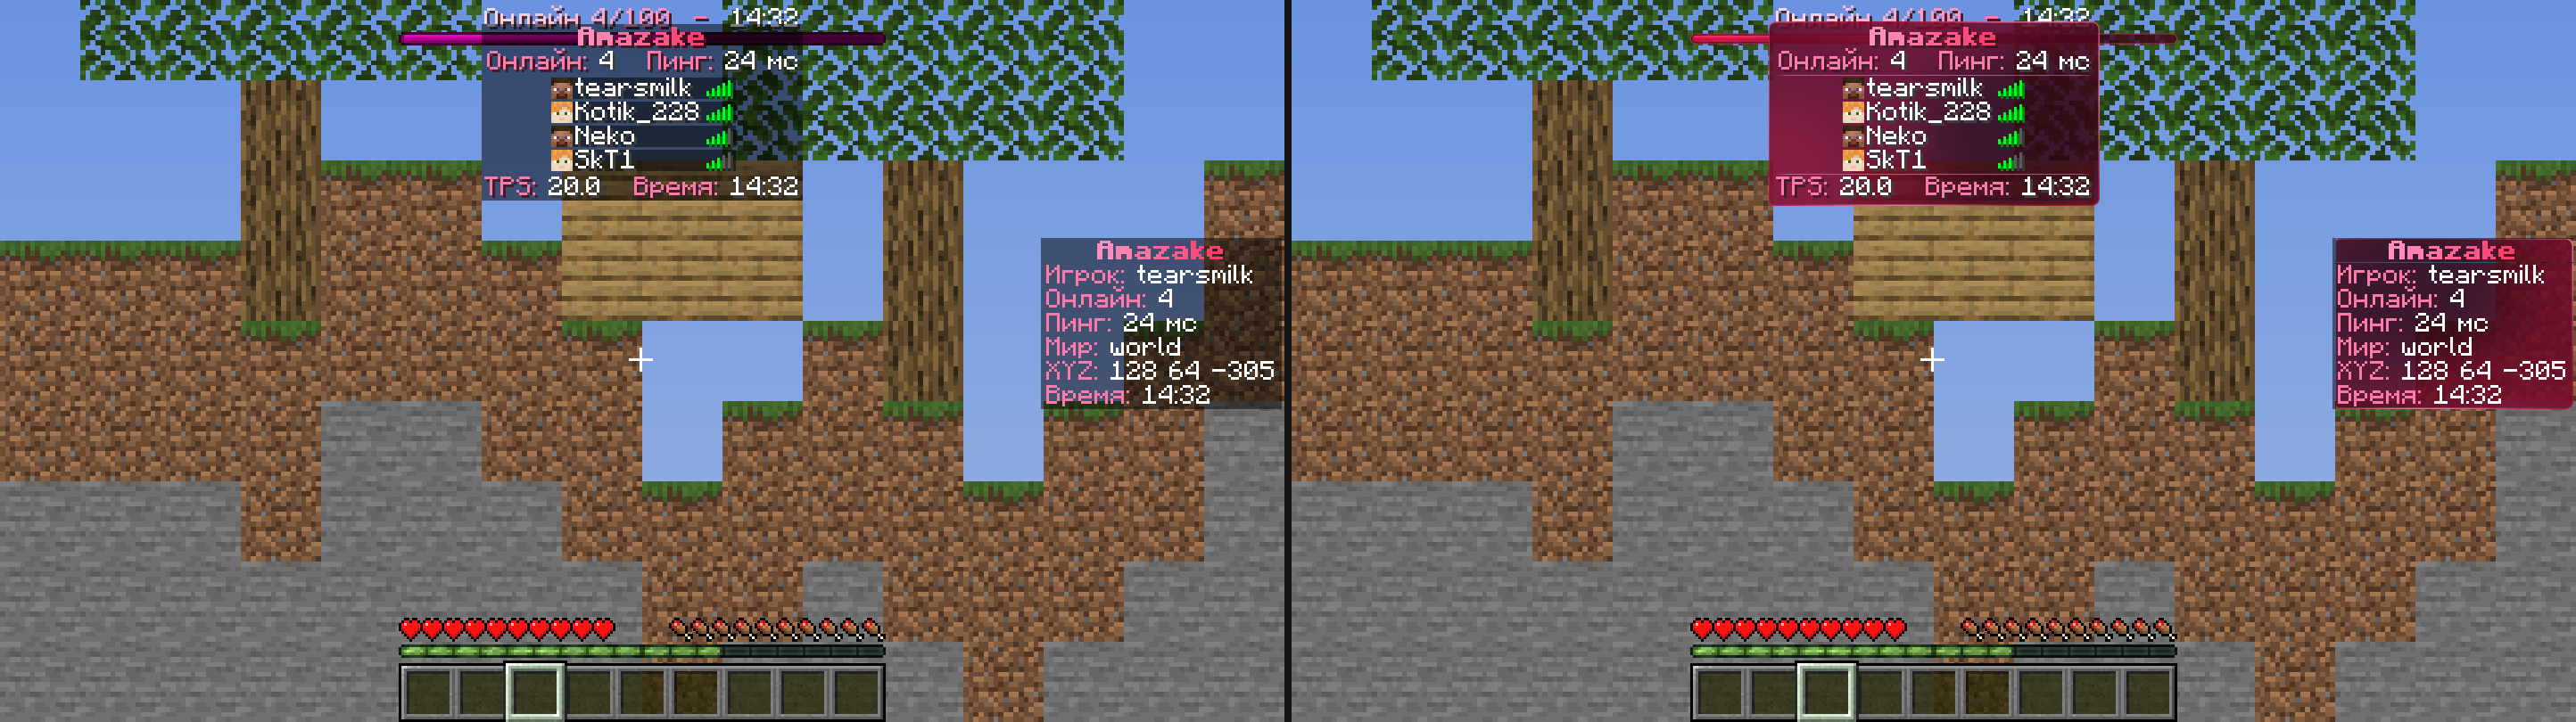 Онлайн 4/100 - 14:32
Amazake
Онлайн: 4 Пинг: 24 мс
tearsmilk
Kotik_228
Neko
SkT1
TPS: 20.0 Время: 14:32
Amazake
Игрок: tearsmilk
Онлайн: 4
Пинг: 24 мс
Мир: world
XYZ: 128 64 -305
Время: 14:32
Онлайн 4/100 - 14:32
Amazake
Онлайн: 4 Пинг: 24 мс
tearsmilk
Kotik_228
Neko
SkT1
TPS: 20.0 Время: 14:32
Amazake
Игрок: tearsmilk
Онлайн: 4
Пинг: 24 мс
Мир: world
XYZ: 128 64 -305
Время: 14:32